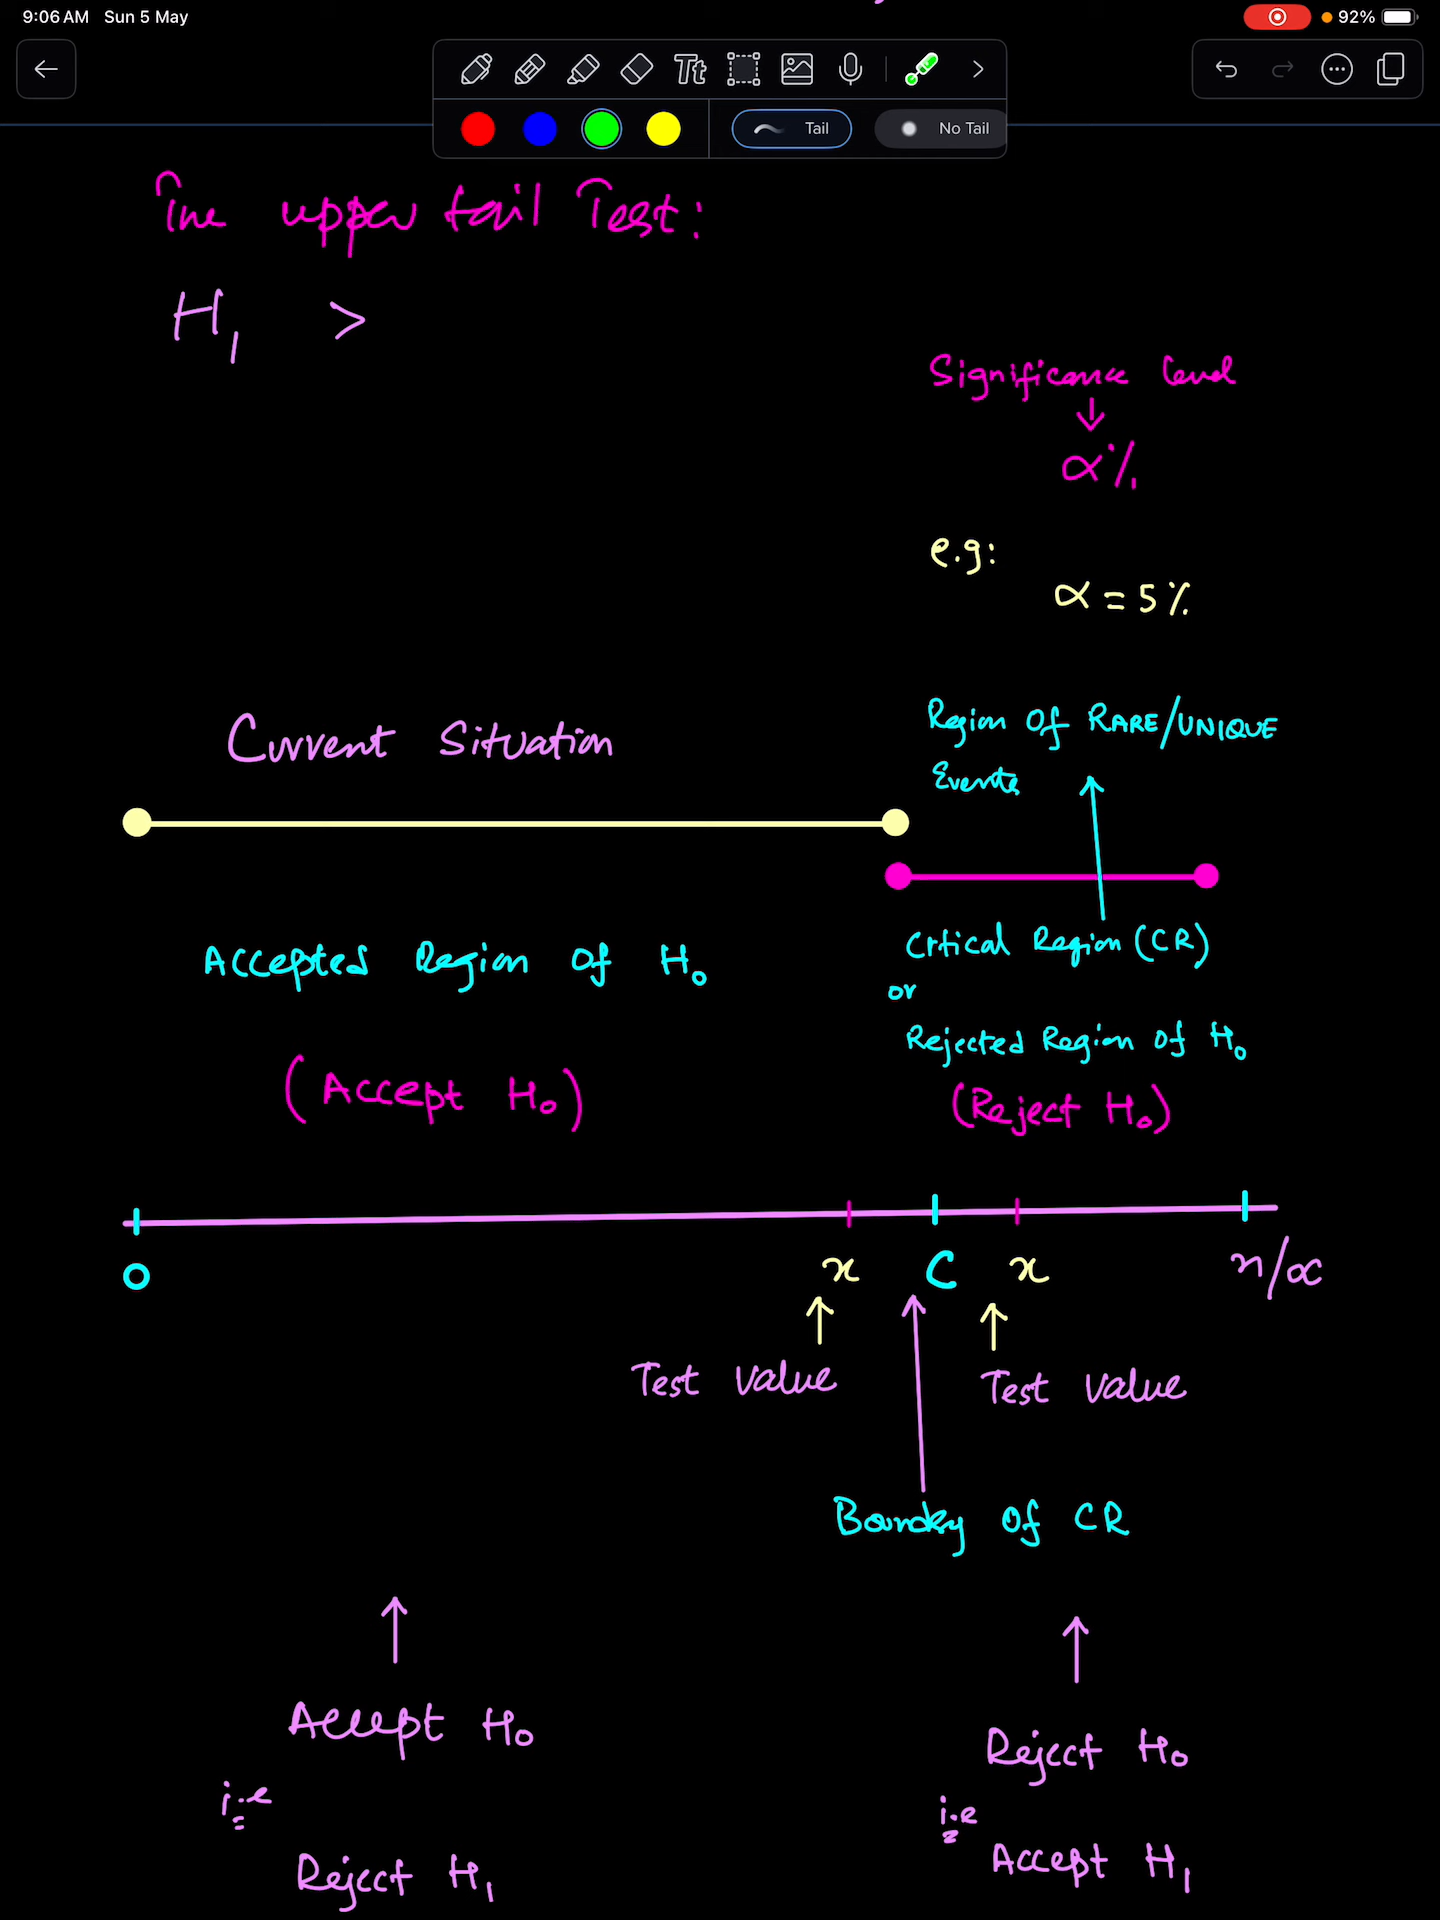 9:06 AM Sun 5 May
92%
Tt
Tail
No Tail
The upper tail Test:
H₁ >
Significance level
↓
α%
e.g:
α = 5%
Current Situation
Region Of RARE/UNIQUE
Events
Accepted Region Of H₀
(Accept H₀)
Crtical Region (CR)
or
Rejected Region Of H₀
(Reject H₀)
0 x C x n/∝
Test Value Test Value
Boundry Of CR
Accept H₀
i.e
Reject H₁
Reject H₀
i.e
Accept H₁